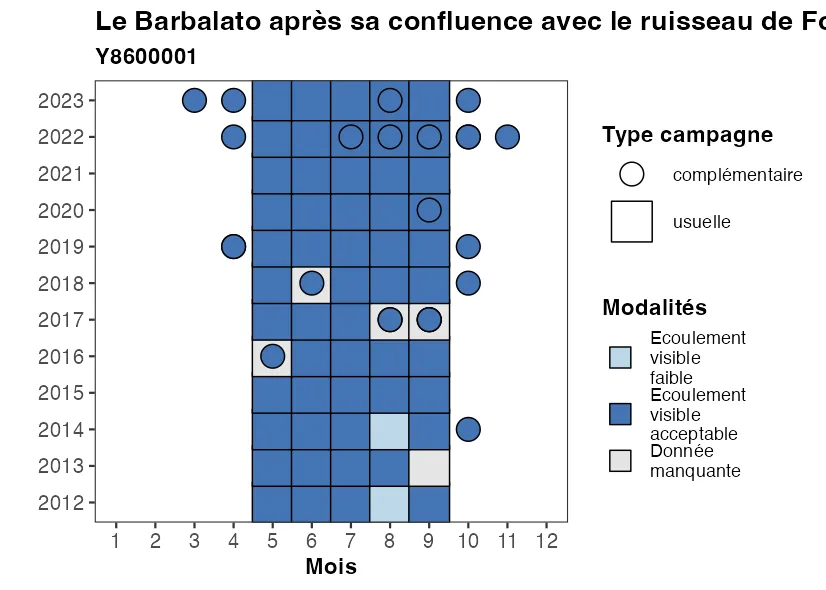 Le Barbalato après sa confluence avec le ruisseau de Fo
Y8600001
2023
2022
2021
2020
2019
2018
2017
2016
2015
2014
2013
2012
1 2 3 4 5 6 7 8 9 10 11 12
Mois
Type campagne
complémentaire
usuelle
Modalités
Ecoulement
visible
faible
Ecoulement
visible
acceptable
Donnée
manquante